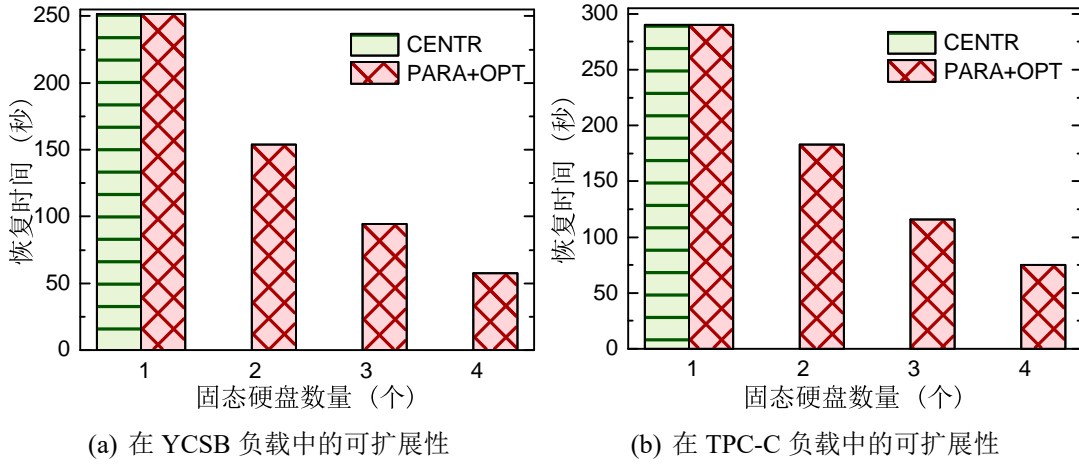 250
200
150
100
50
0
恢复时间（秒）
CENTR
PARA+OPT
1 2 3 4
固态硬盘数量（个）
(a) 在 YCSB 负载中的可扩展性
300
250
200
150
100
50
0
恢复时间（秒）
CENTR
PARA+OPT
1 2 3 4
固态硬盘数量（个）
(b) 在 TPC-C 负载中的可扩展性